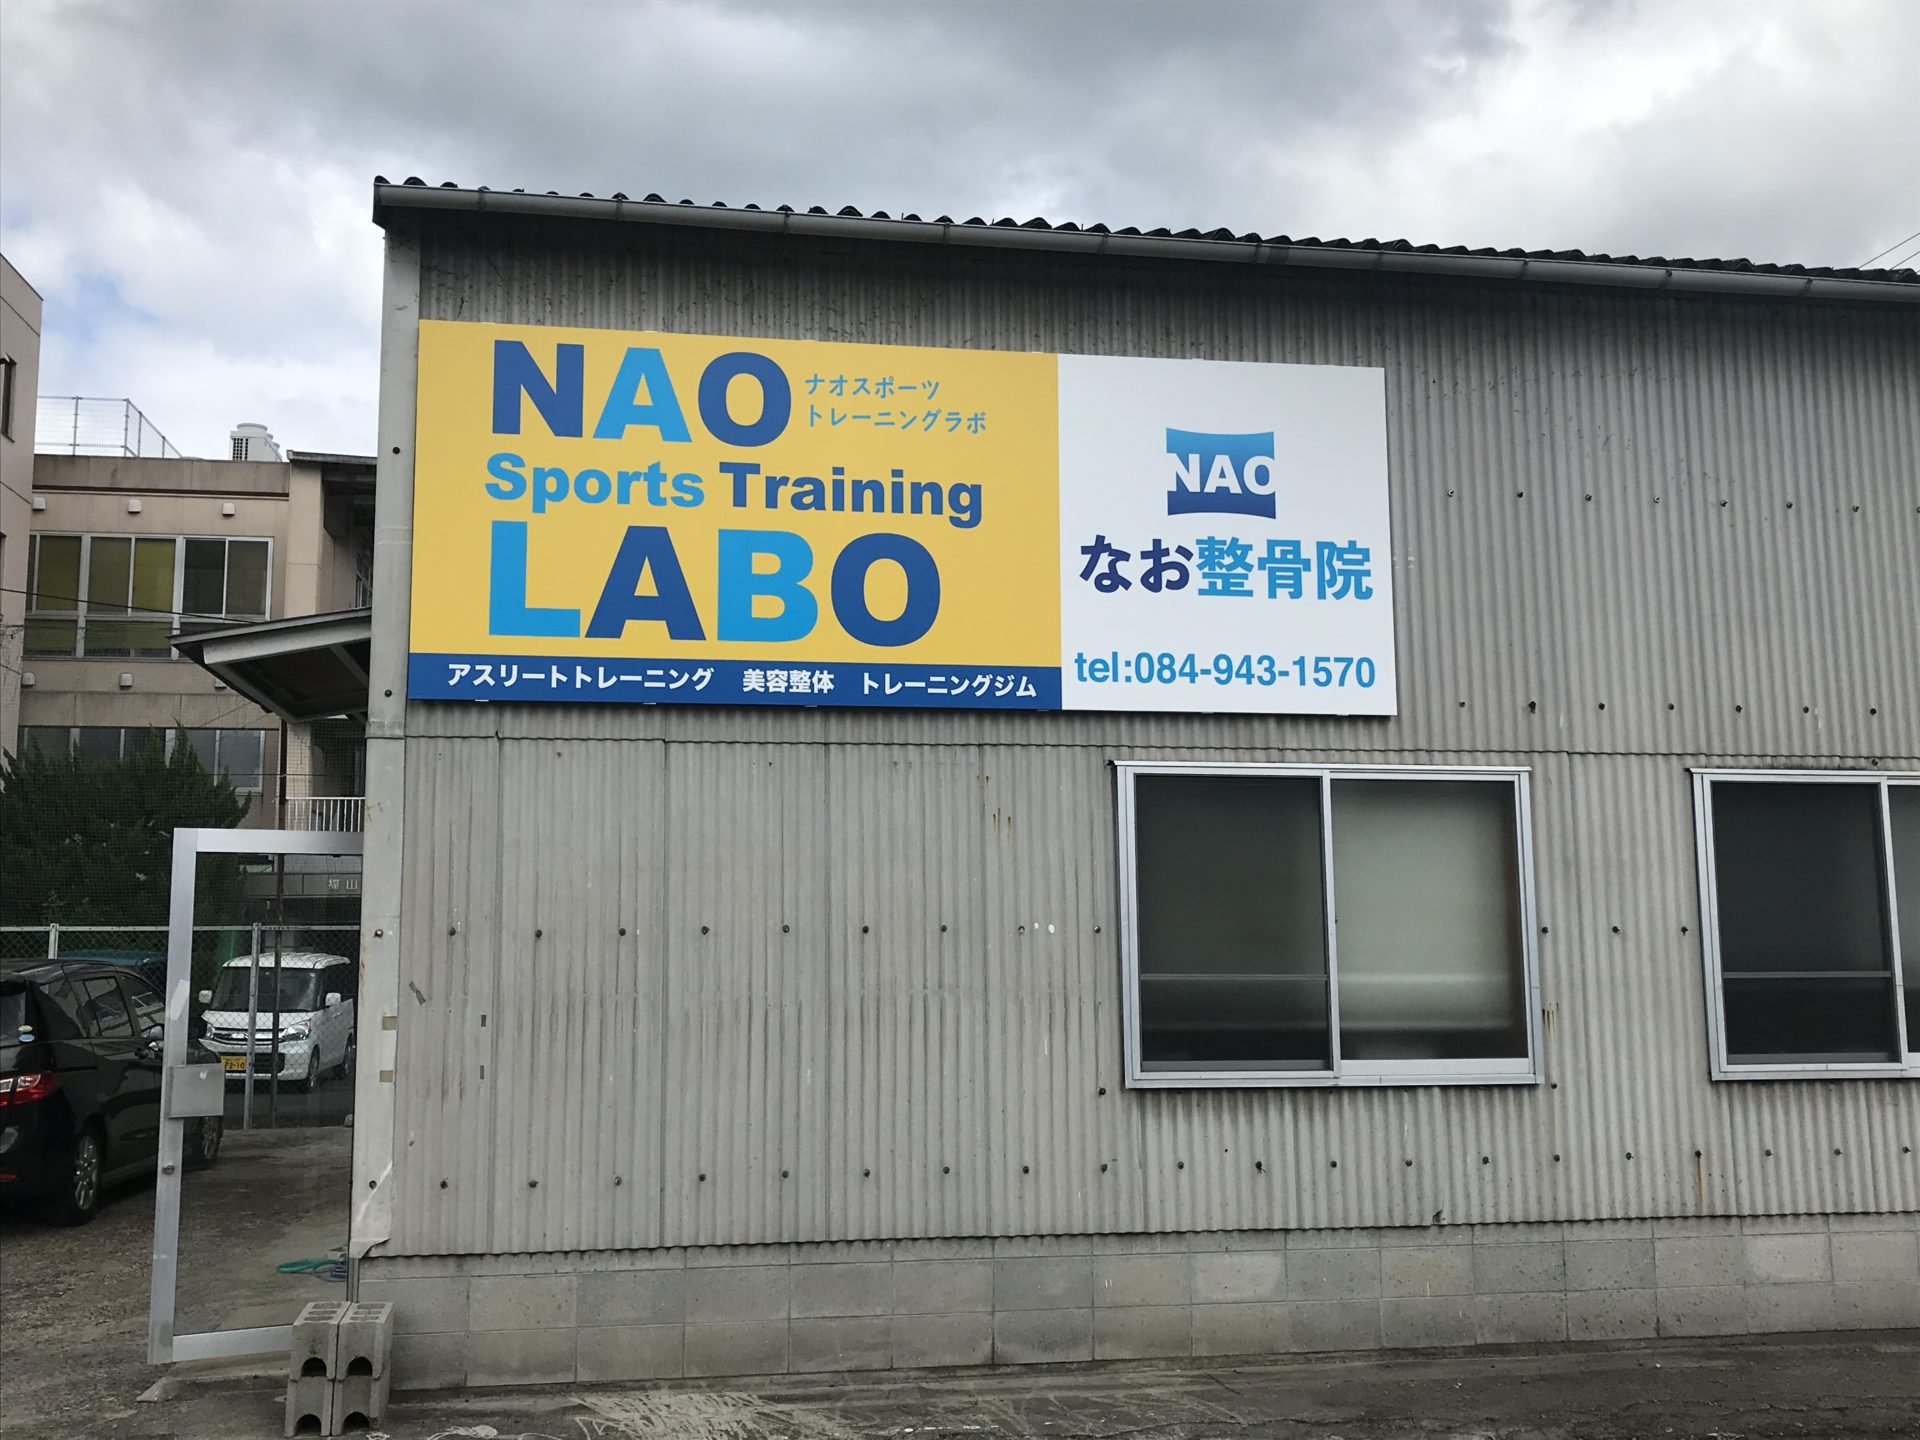 NAO
ナオスポーツ
トレーニングラボ
Sports Training
LABO
アスリートトレーニング 美容整体 トレーニングジム
NAO
なお整骨院
tel:084-943-1570